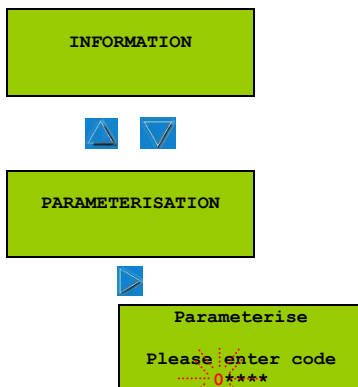 INFORMATION
PARAMETERISATION
Parameterise
Please enter code
0****